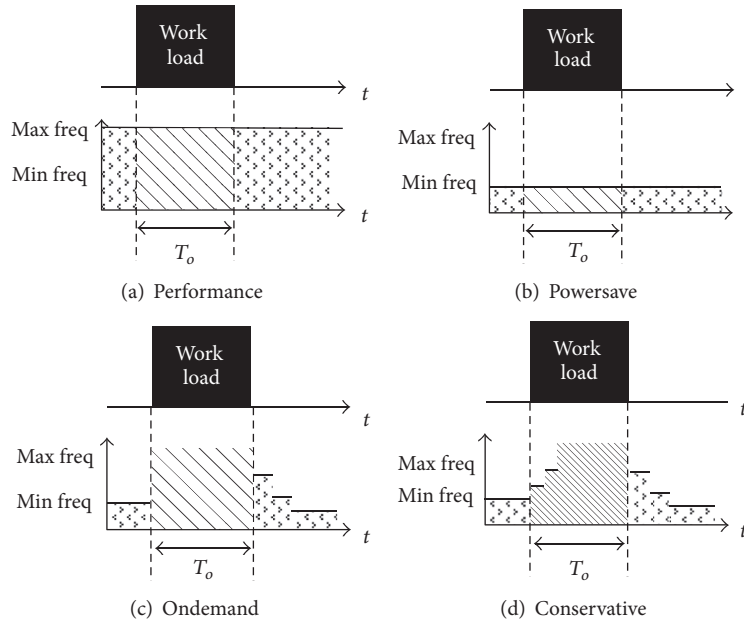 Work
load
t
Max freq
Min freq
t
T_o
(a) Performance
Work
load
t
Max freq
Min freq
t
T_o
(b) Powersave
Work
load
t
Max freq
Min freq
t
T_o
(c) Ondemand
Work
load
t
Max freq
Min freq
t
T_o
(d) Conservative